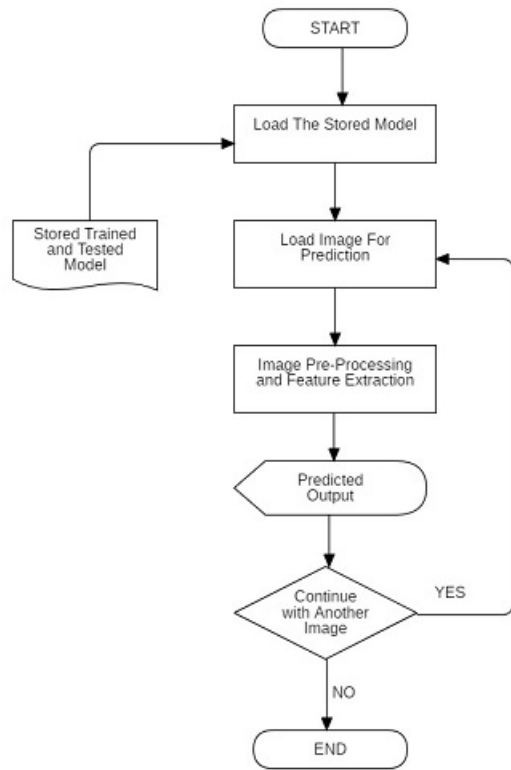 START
Load The Stored Model
Stored Trained
and Tested
Model
Load Image For
Prediction
Image Pre-Processing
and Feature Extraction
Predicted
Output
Continue
with Another
Image
YES
NO
END